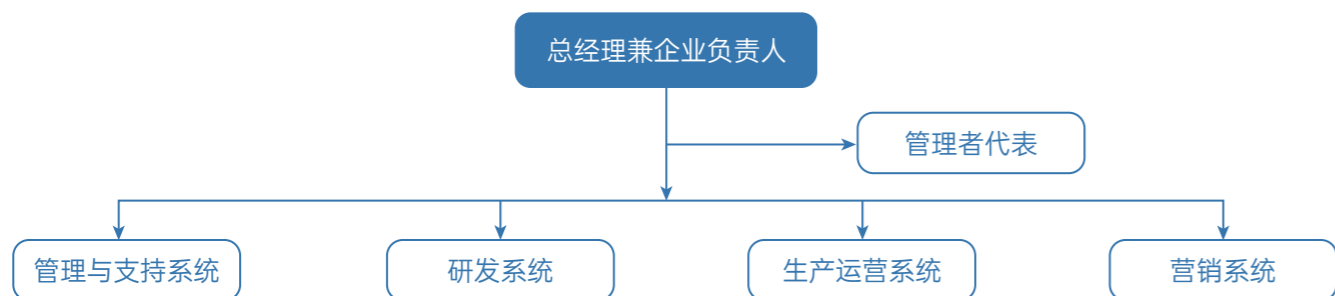 总经理兼企业负责人
管理者代表
管理与支持系统
研发系统
生产运营系统
营销系统